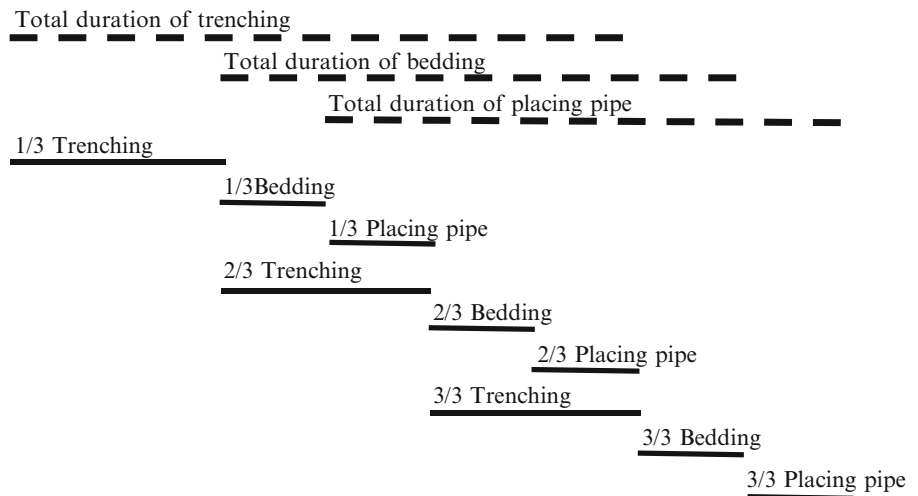 Total duration of trenching
Total duration of bedding
Total duration of placing pipe
1/3 Trenching
1/3Bedding
1/3 Placing pipe
2/3 Trenching
2/3 Bedding
2/3 Placing pipe
3/3 Trenching
3/3 Bedding
3/3 Placing pipe